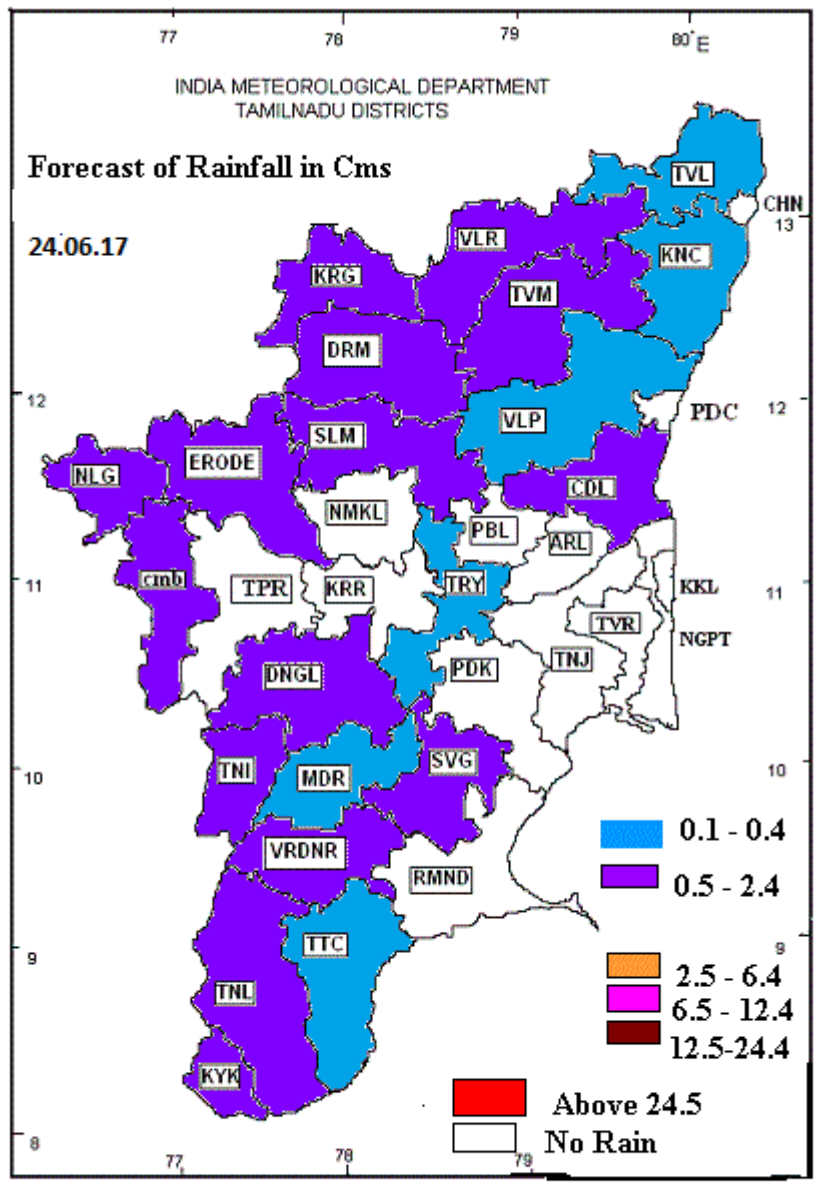 77 78 79 80°E
INDIA METEOROLOGICAL DEPARTMENT
TAMILNADU DISTRICTS
Forecast of Rainfall in Cms
TVL
CHN
13
24.06.17
VLR
KNC
KRG
TVM
DRM
12
12
PDC
VLP
SLM
ERODE
NLG
CDL
NMKL
PBL
ARL
11
cmb
TPR
KRR
TRY
KKL
11
TVR
NGPT
DNGL
PDK
TNJ
10
TNI
MDR
SVG
10
0.1 - 0.4
VRDNR
RMND
0.5 - 2.4
9
TTC
9
2.5 - 6.4
TNL
6.5 - 12.4
12.5-24.4
KYK
Above 24.5
8
No Rain
77 78 79